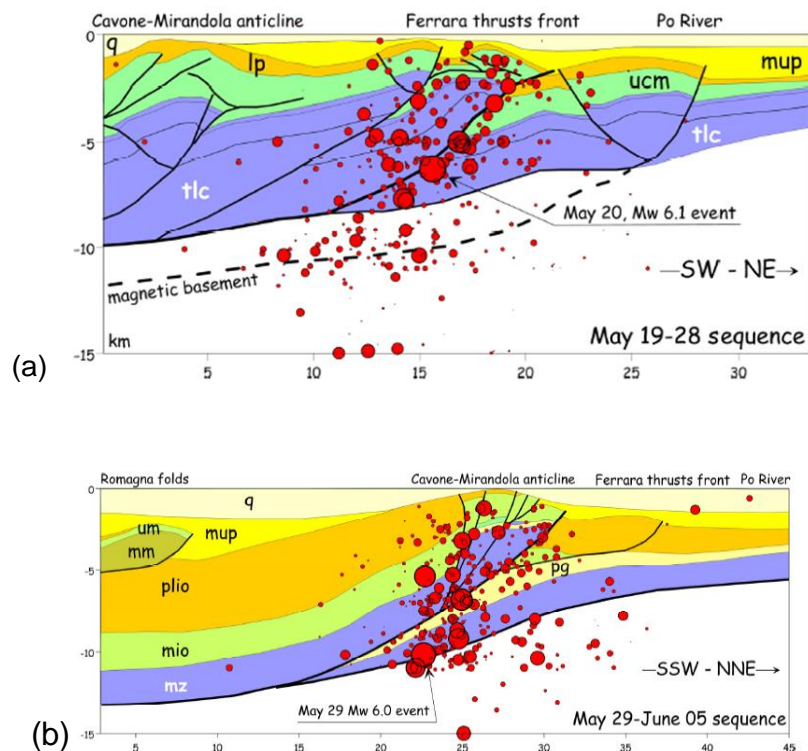 Cavone-Mirandola anticline Ferrara thrusts front Po River
0
q
lp
mup
ucm
-5
tlc
tlc
May 20, Mw 6.1 event
-10
magnetic basement
—SW - NE→
km
May 19-28 sequence
-15
(a)
5 10 15 20 25 30
Romagna folds Cavone-Mirandola anticline Ferrara thrusts front Po River
0
q
um
mup
mm
-5
pg
plio
mio
-10
—SSW - NNE→
mz
May 29 Mw 6.0 event
May 29-June 05 sequence
(b)
-15
5 10 15 20 25 30 35 40 45